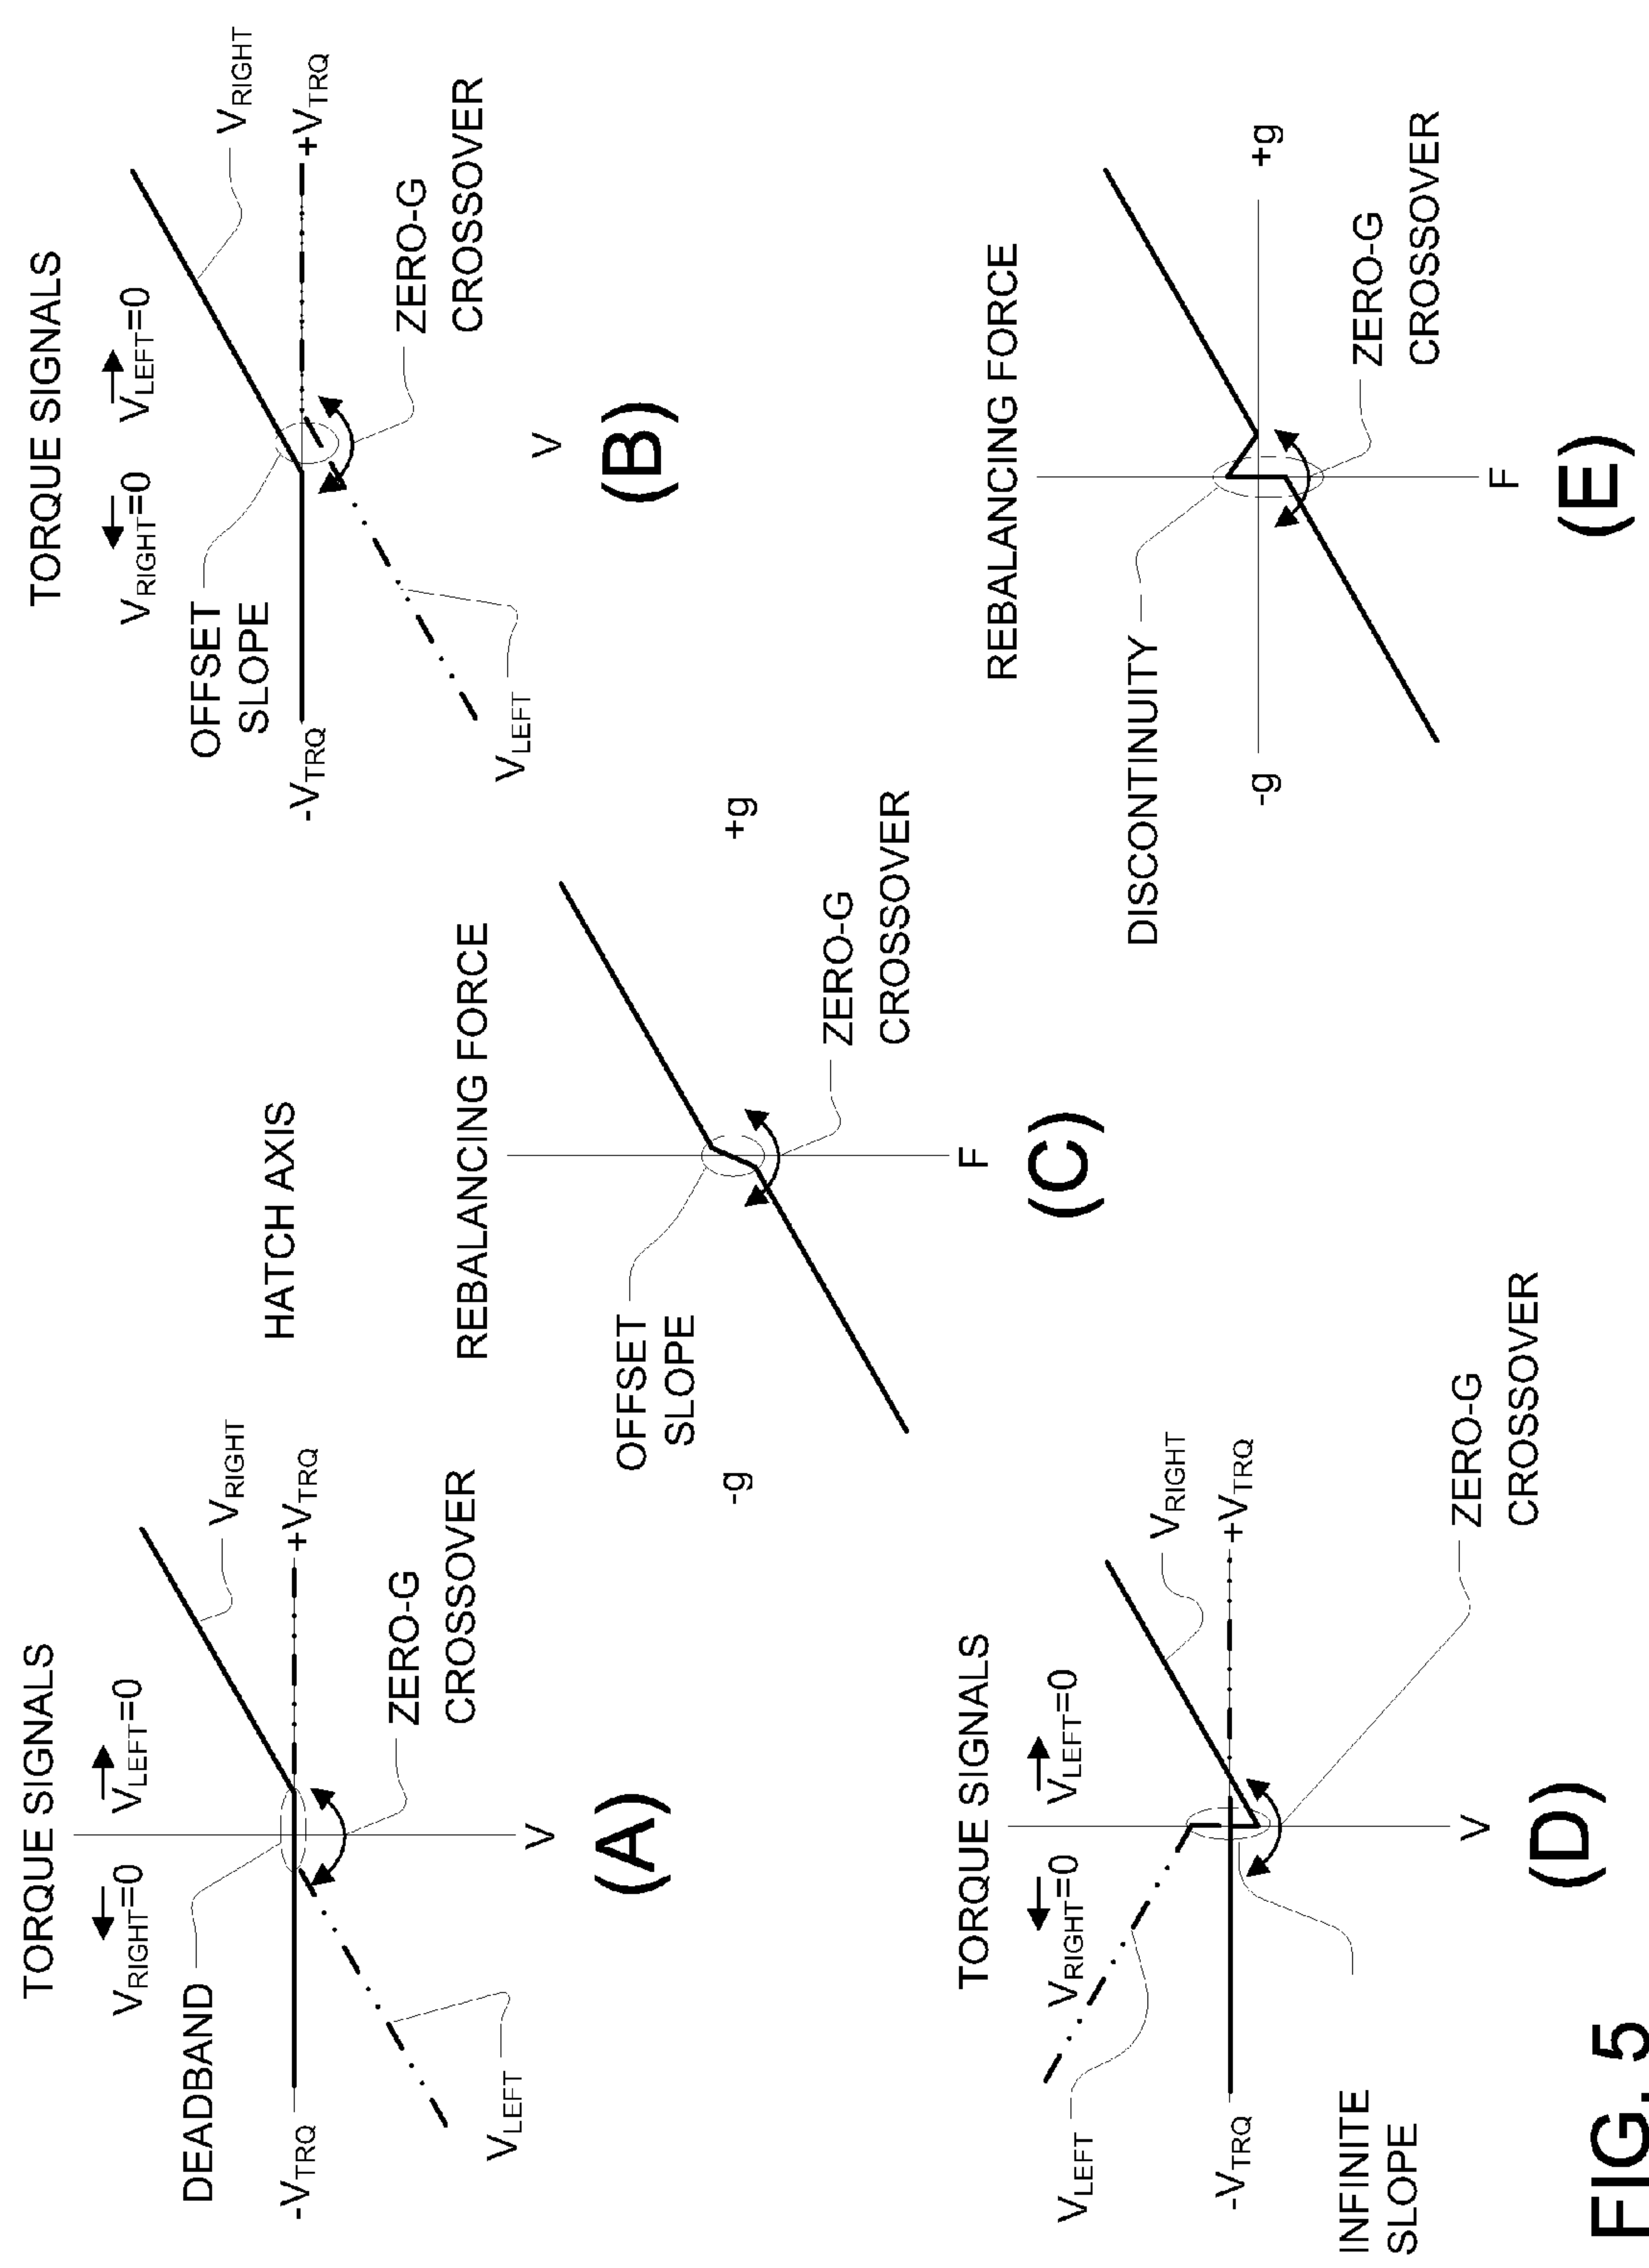 HATCH AXIS
TORQUE SIGNALS
V_RIGHT=0
V_LEFT=0
DEADBAND
V_RIGHT
-V_TRQ
+V_TRQ
V_LEFT
ZERO-G
CROSSOVER
V
(A)
TORQUE SIGNALS
V_RIGHT=0
V_LEFT=0
OFFSET
SLOPE
V_RIGHT
-V_TRQ
+V_TRQ
V_LEFT
ZERO-G
CROSSOVER
V
(B)
REBALANCING FORCE
OFFSET
SLOPE
-g
+g
ZERO-G
CROSSOVER
F
(C)
TORQUE SIGNALS
V_RIGHT=0
V_LEFT=0
V_LEFT
V_RIGHT
-V_TRQ
+V_TRQ
INFINITE
SLOPE
ZERO-G
CROSSOVER
V
(D)
REBALANCING FORCE
DISCONTINUITY
-g
+g
ZERO-G
CROSSOVER
F
(E)
FIG. 5